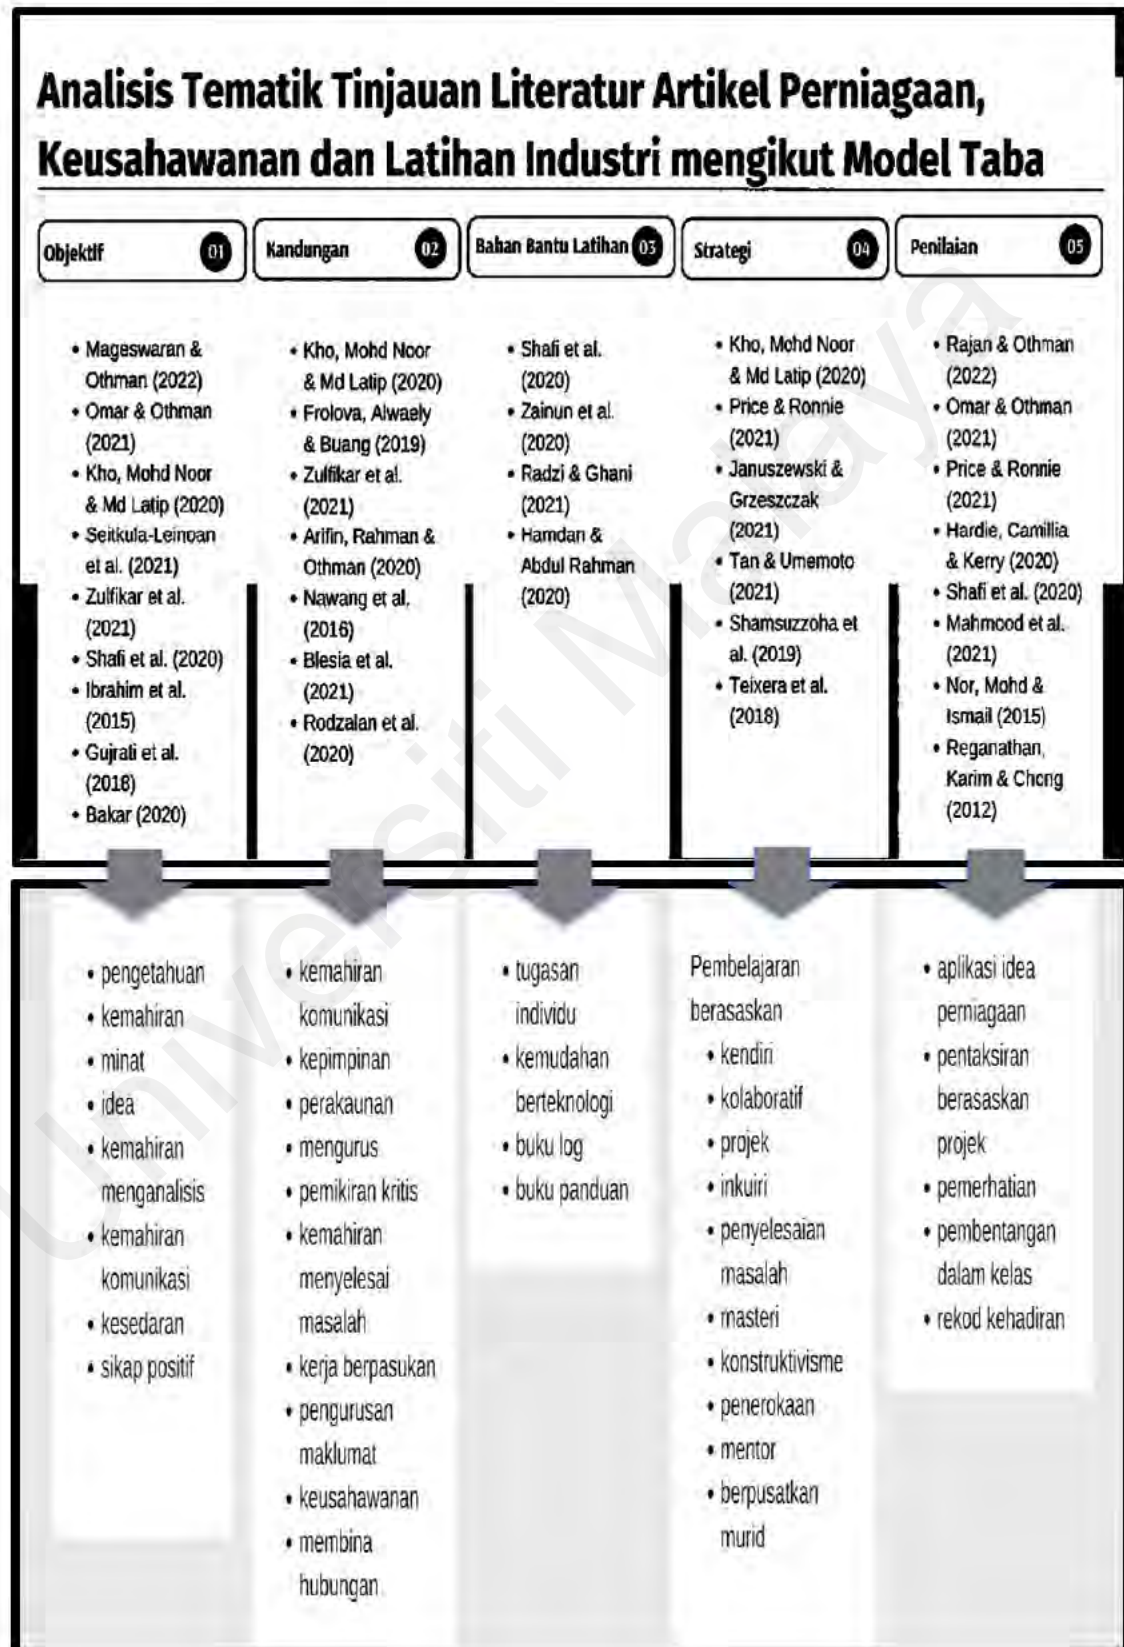 Analisis Tematik Tinjauan Literatur Artikel Perniagaan,
Keusahawanan dan Latihan Industri mengikut Model Taba
Objektif 01
Kandungan 02
Bahan Bantu Latihan 03
Strategi 04
Penilaian 05
• Mageswaran &
Othman (2022)
• Omar & Othman
(2021)
• Kho, Mohd Noor
& Md Latip (2020)
• Seitkula-Leinoan
et al. (2021)
• Zulfikar et al.
(2021)
• Shafi et al. (2020)
• Ibrahim et al.
(2015)
• Gujrati et al.
(2018)
• Bakar (2020)
• Kho, Mohd Noor
& Md Latip (2020)
• Frolova, Alwaely
& Buang (2019)
• Zulfikar et al.
(2021)
• Arifin, Rahman &
Othman (2020)
• Nawang et al.
(2016)
• Blesia et al.
(2021)
• Rodzalan et al.
(2020)
• Shafi et al.
(2020)
• Zainun et al.
(2020)
• Radzi & Ghani
(2021)
• Hamdan &
Abdul Rahman
(2020)
• Kho, Mohd Noor
& Md Latip (2020)
• Price & Ronnie
(2021)
• Januszewski &
Grzeszczak
(2021)
• Tan & Umemoto
(2021)
• Shamsuzzoha et
al. (2019)
• Teixera et al.
(2018)
• Rajan & Othman
(2022)
• Omar & Othman
(2021)
• Price & Ronnie
(2021)
• Hardie, Camillia
& Kerry (2020)
• Shafi et al. (2020)
• Mahmood et al.
(2021)
• Nor, Mohd &
Ismail (2015)
• Reganathan,
Karim & Chong
(2012)
• pengetahuan
• kemahiran
• minat
• idea
• kemahiran
menganalisis
• kemahiran
komunikasi
• kesedaran
• sikap positif
• kemahiran
komunikasi
• kepimpinan
• perakaunan
• mengurus
• pemikiran kritis
• kemahiran
menyelesai
masalah
• kerja berpasukan
• pengurusan
maklumat
• keusahawanan
• membina
hubungan
• tugasan
individu
• kemudahan
berteknologi
• buku log
• buku panduan
Pembelajaran
berasaskan
• kendiri
• kolaboratif
• projek
• inkuiri
• penyelesaian
masalah
• masteri
• konstruktivisme
• penerokaan
• mentor
• berpusatkan
murid
• aplikasi idea
perniagaan
• pentaksiran
berasaskan
projek
• pemerhatian
• pembentangan
dalam kelas
• rekod kehadiran
Universiti Malaya